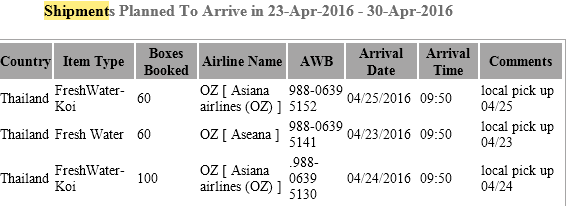 Shipments Planned To Arrive in 23-Apr-2016 - 30-Apr-2016
Country Item Type Boxes Booked Airline Name AWB Arrival Date Arrival Time Comments
Thailand FreshWater-Koi 60 OZ [ Asiana airlines (OZ) ] 988-0639 5152 04/25/2016 09:50 local pick up 04/25
Thailand Fresh Water 60 OZ [ Aseana ] 988-0639 5141 04/23/2016 09:50 local pick up 04/23
Thailand FreshWater-Koi 100 OZ [ Asiana airlines (OZ) ] .988-0639 5130 04/24/2016 09:50 local pick up 04/24